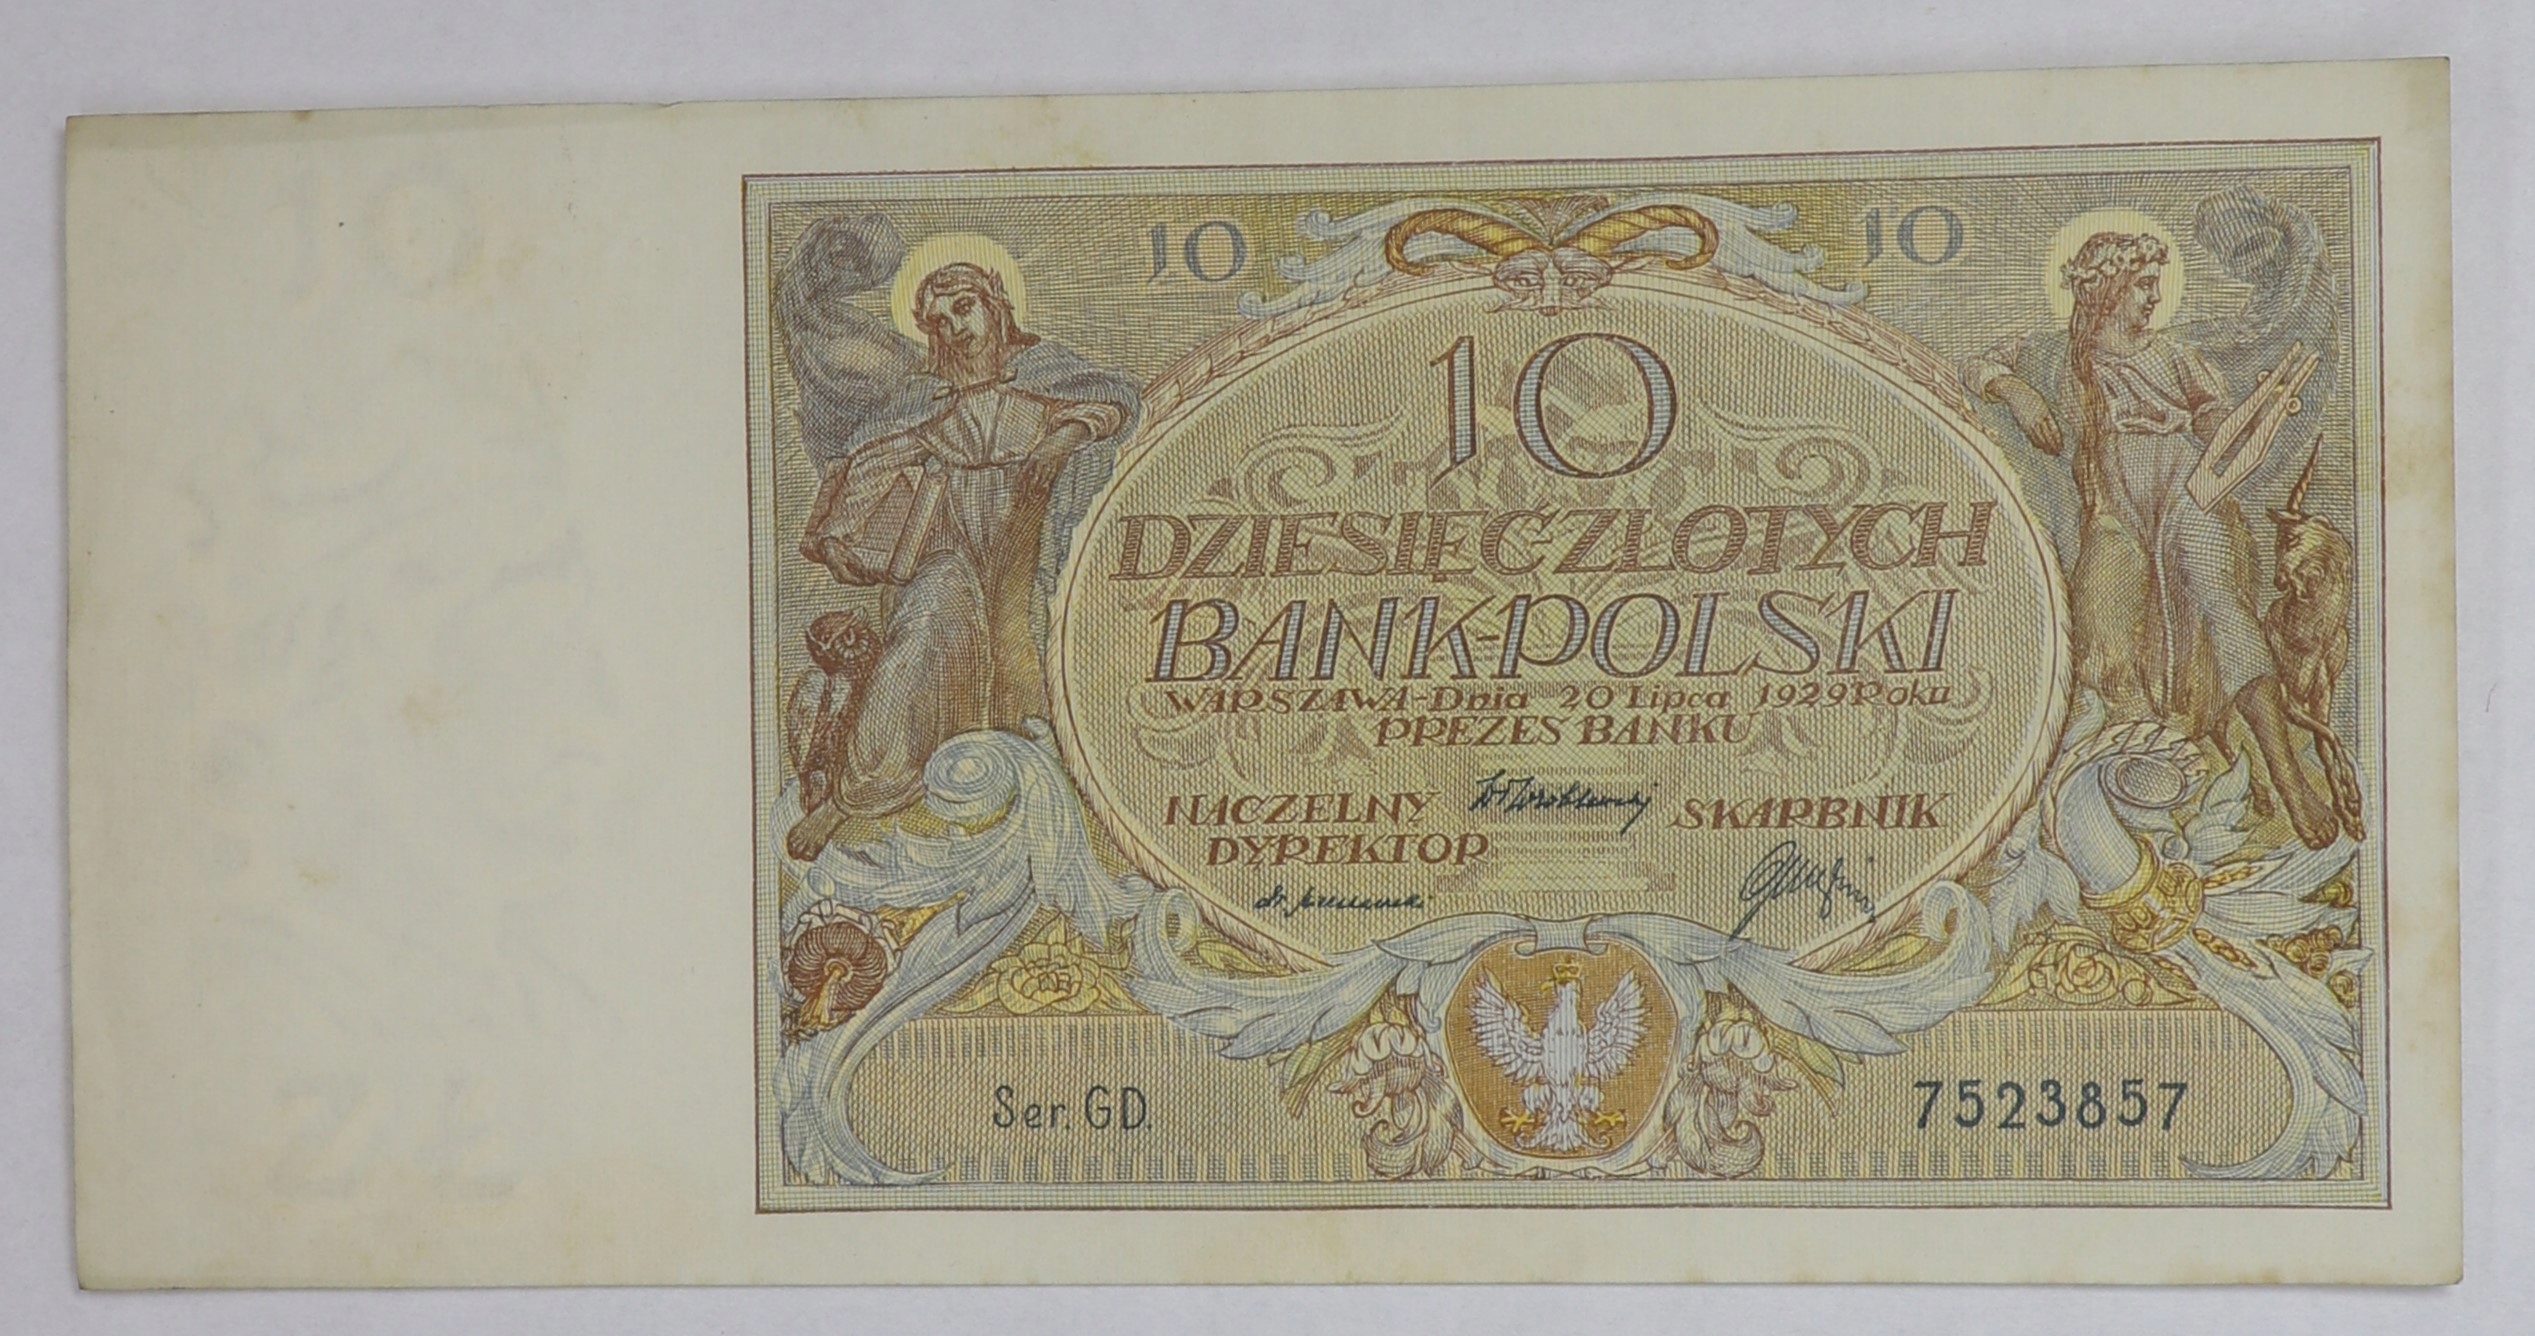 10 10
10
DZIESIĘĆ-ZŁOTYCH
BANK-POLSKI
WARSZAWA-Dnia 20 Lipca 1929 Roku
PREZES BANKU
NACZELNY SKARBNIK
DYREKTOR
Ser. GD. 7523857